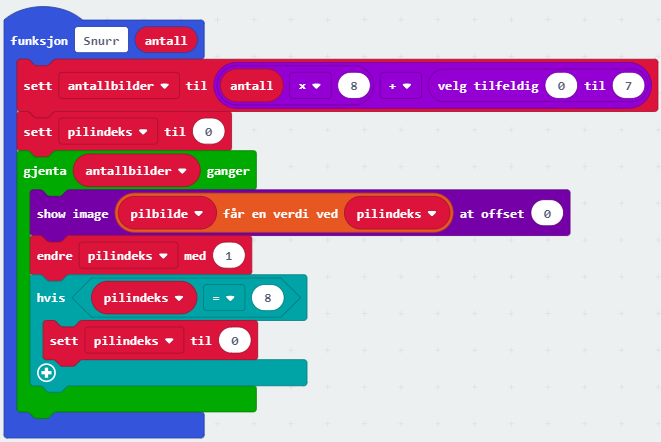 funksjon Snurr antall
sett antallbilder ▾ til antall × ▾ 8 + ▾ velg tilfeldig 0 til 7
sett pilindeks ▾ til 0
gjenta antallbilder ▾ ganger
show image pilbilde ▾ får en verdi ved pilindeks ▾ at offset 0
endre pilindeks ▾ med 1
hvis pilindeks ▾ = ▾ 8
sett pilindeks ▾ til 0